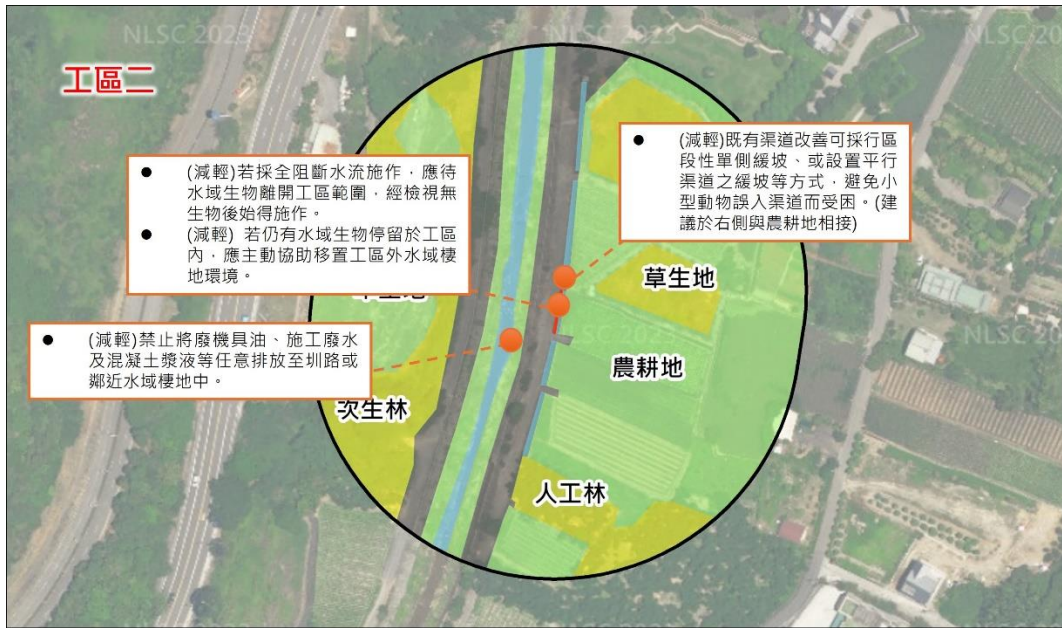 NLSC 2023
NLSC 2023
NLSC 2023
工區二
● (減輕)若採全阻斷水流施作，應待
水域生物離開工區範圍，經檢視無
生物後始得施作。
● (減輕) 若仍有水域生物停留於工區
內，應主動協助移置工區外水域棲
地環境。
● (減輕)既有渠道改善可採行區
段性單側緩坡、或設置平行
渠道之緩坡等方式，避免小
型動物誤入渠道而受困。(建
議於右側與農耕地相接)
草生地
● (減輕)禁止將廢機具油、施工廢水
及混凝土漿液等任意排放至圳路或
鄰近水域棲地中。
農耕地
次生林
人工林